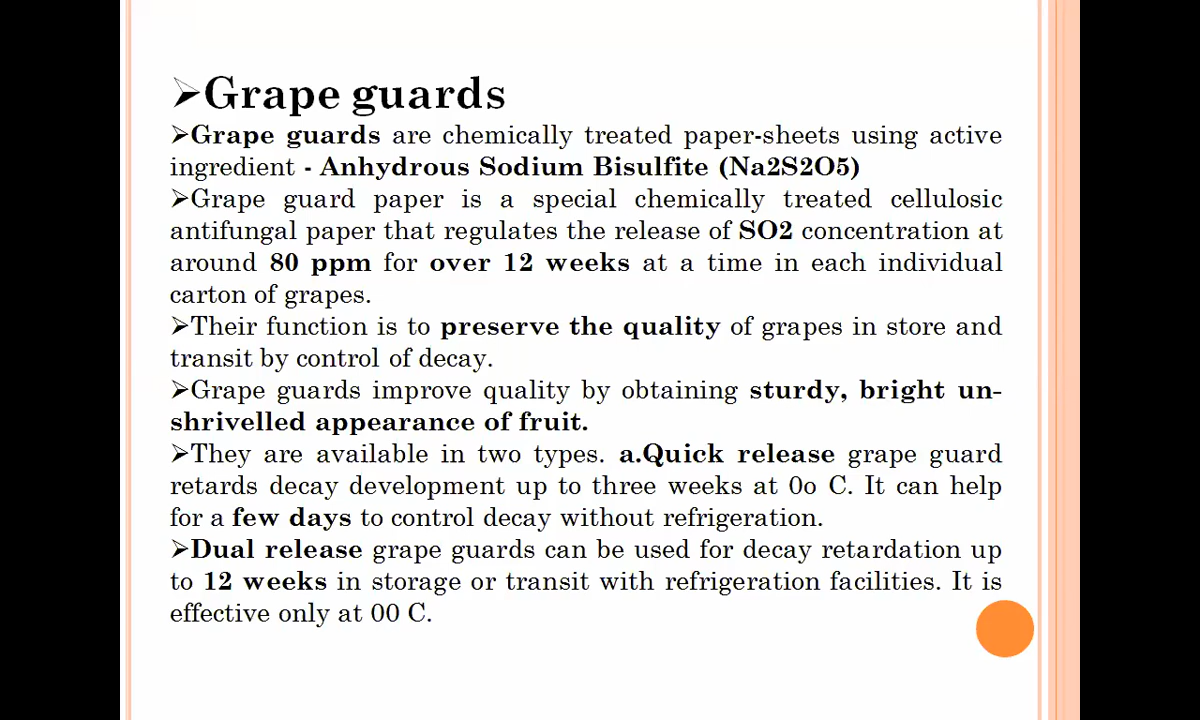 ➢Grape guards
➢Grape guards are chemically treated paper-sheets using active
ingredient - Anhydrous Sodium Bisulfite (Na2S2O5)
➢Grape guard paper is a special chemically treated cellulosic
antifungal paper that regulates the release of SO2 concentration at
around 80 ppm for over 12 weeks at a time in each individual
carton of grapes.
➢Their function is to preserve the quality of grapes in store and
transit by control of decay.
➢Grape guards improve quality by obtaining sturdy, bright un-
shrivelled appearance of fruit.
➢They are available in two types. a.Quick release grape guard
retards decay development up to three weeks at 0o C. It can help
for a few days to control decay without refrigeration.
➢Dual release grape guards can be used for decay retardation up
to 12 weeks in storage or transit with refrigeration facilities. It is
effective only at 00 C.